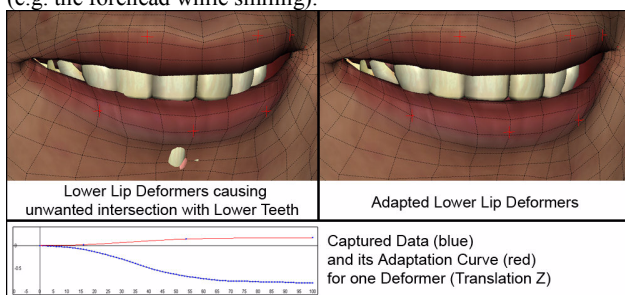 (e.g. the forehead while smiling).
Lower Lip Deformers causing
unwanted intersection with Lower Teeth
Adapted Lower Lip Deformers
Captured Data (blue)
and its Adaptation Curve (red)
for one Deformer (Translation Z)
0
-0.5
-5 0 5 10 15 20 25 30 35 40 45 50 55 60 65 70 75 80 85 90 95 100